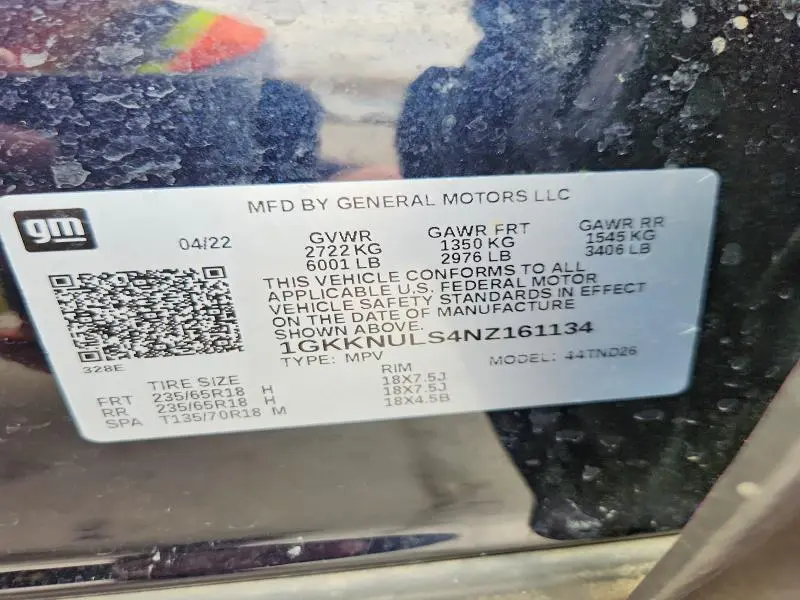 MFD BY GENERAL MOTORS LLC
gm
04/22
GVWR GAWR FRT GAWR RR
2722 KG 1350 KG 1545 KG
6001 LB 2976 LB 3406 LB
THIS VEHICLE CONFORMS TO ALL
APPLICABLE U.S. FEDERAL MOTOR
VEHICLE SAFETY STANDARDS IN EFFECT
ON THE DATE OF MANUFACTURE
SHOWN ABOVE.
1GKKNULS4NZ161134
TYPE: MPV MODEL: 44TND26
328E
TIRE SIZE RIM
FRT 235/65R18 H 18X7.5J
RR 235/65R18 H 18X7.5J
SPA T135/70R18 M 18X4.5B